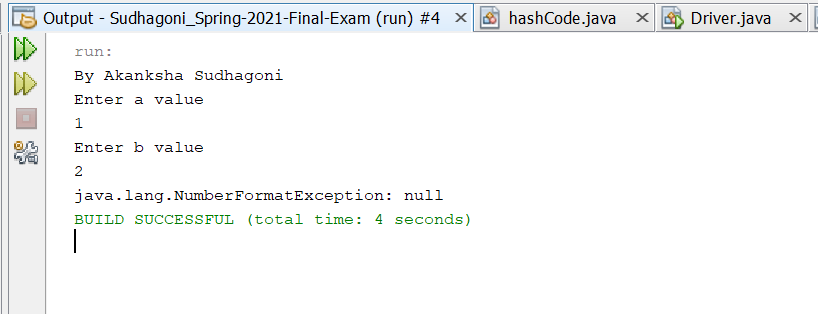 Output - Sudhagoni_Spring-2021-Final-Exam (run) #4 hashCode.java Driver.java
run:
By Akanksha Sudhagoni
Enter a value
1
Enter b value
2
java.lang.NumberFormatException: null
BUILD SUCCESSFUL (total time: 4 seconds)